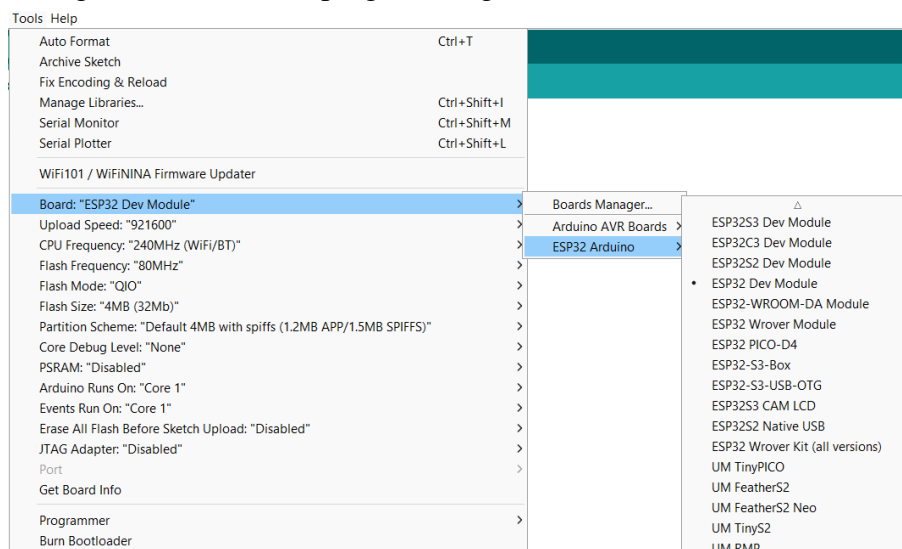 Tools Help
Auto Format Ctrl+T
Archive Sketch
Fix Encoding & Reload
Manage Libraries... Ctrl+Shift+I
Serial Monitor Ctrl+Shift+M
Serial Plotter Ctrl+Shift+L
WiFi101 / WiFiNINA Firmware Updater
Board: "ESP32 Dev Module"
Upload Speed: "921600"
CPU Frequency: "240MHz (WiFi/BT)"
Flash Frequency: "80MHz"
Flash Mode: "QIO"
Flash Size: "4MB (32Mb)"
Partition Scheme: "Default 4MB with spiffs (1.2MB APP/1.5MB SPIFFS)"
Core Debug Level: "None"
PSRAM: "Disabled"
Arduino Runs On: "Core 1"
Events Run On: "Core 1"
Erase All Flash Before Sketch Upload: "Disabled"
JTAG Adapter: "Disabled"
Port
Get Board Info
Programmer
Burn Bootloader
Boards Manager...
Arduino AVR Boards
ESP32 Arduino
ESP32S3 Dev Module
ESP32C3 Dev Module
ESP32S2 Dev Module
ESP32 Dev Module
ESP32-WROOM-DA Module
ESP32 Wrover Module
ESP32 PICO-D4
ESP32-S3-Box
ESP32-S3-USB-OTG
ESP32S3 CAM LCD
ESP32S2 Native USB
ESP32 Wrover Kit (all versions)
UM TinyPICO
UM FeatherS2
UM FeatherS2 Neo
UM TinyS2